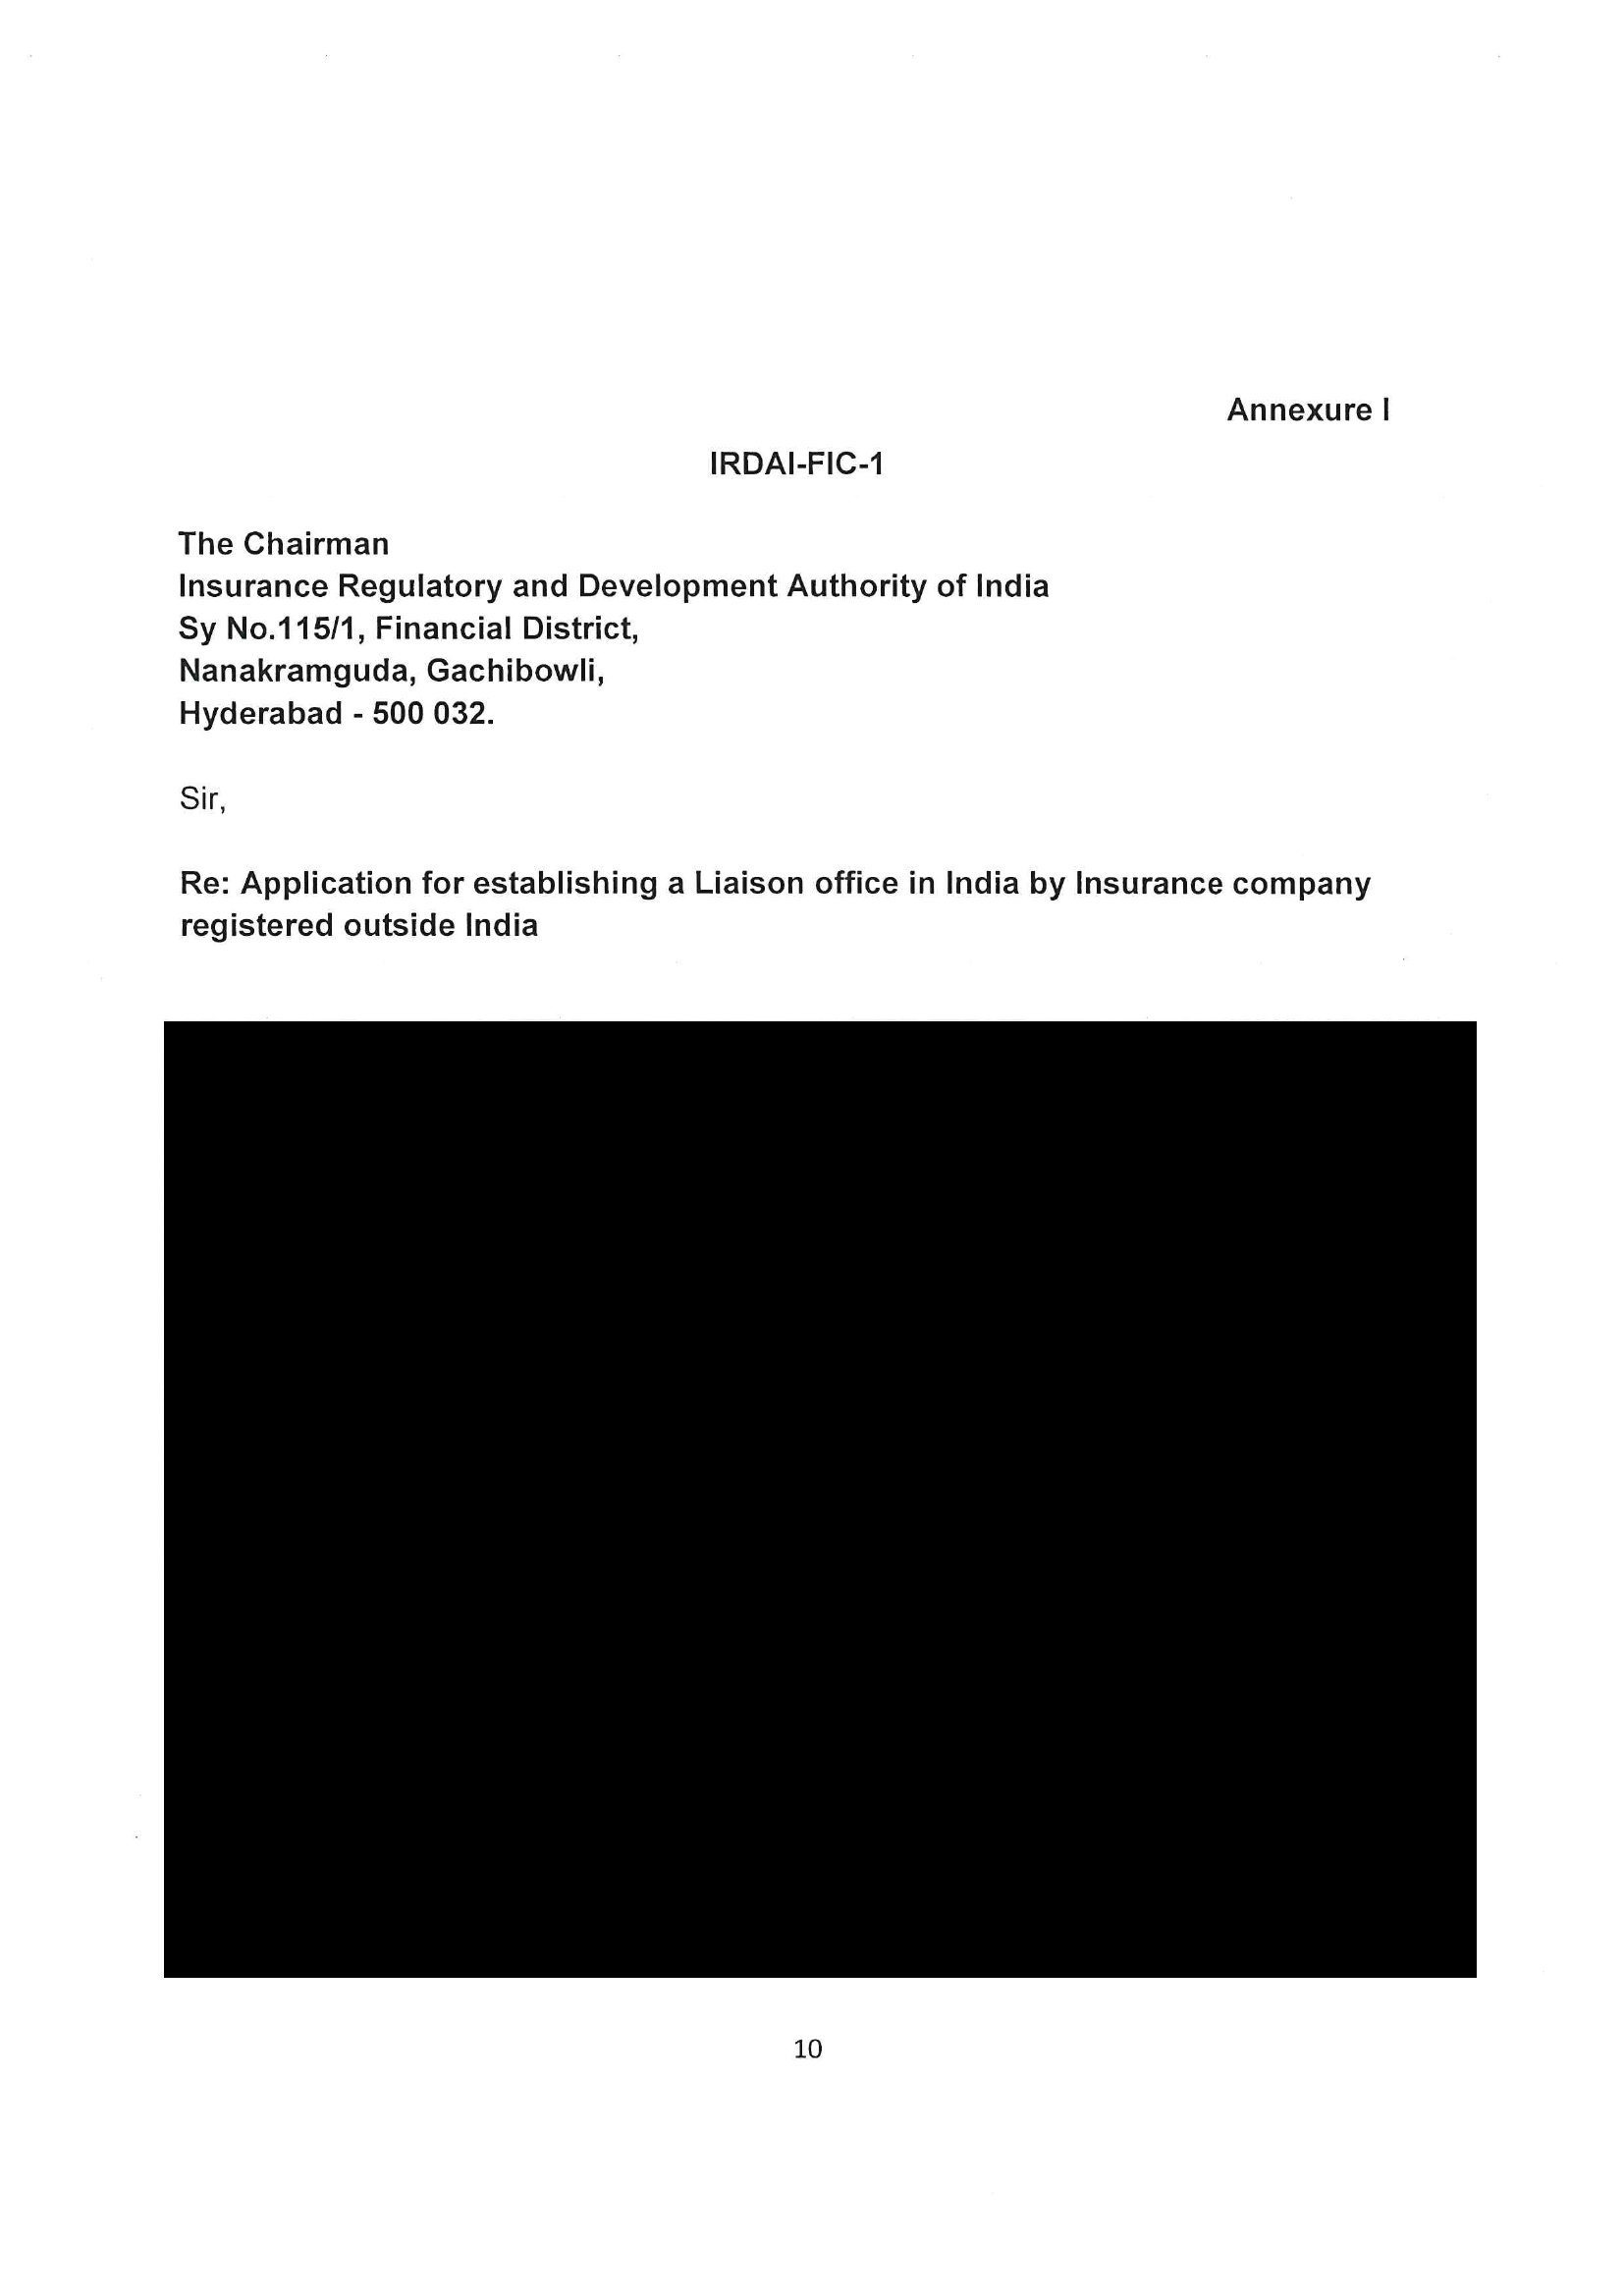 Annexure I
IRDAI-FIC-1
The Chairman
Insurance Regulatory and Development Authority of India
Sy No.115/1, Financial District,
Nanakramguda, Gachibowli,
Hyderabad - 500 032.
Sir,
Re: Application for establishing a Liaison office in India by Insurance company
registered outside India
10